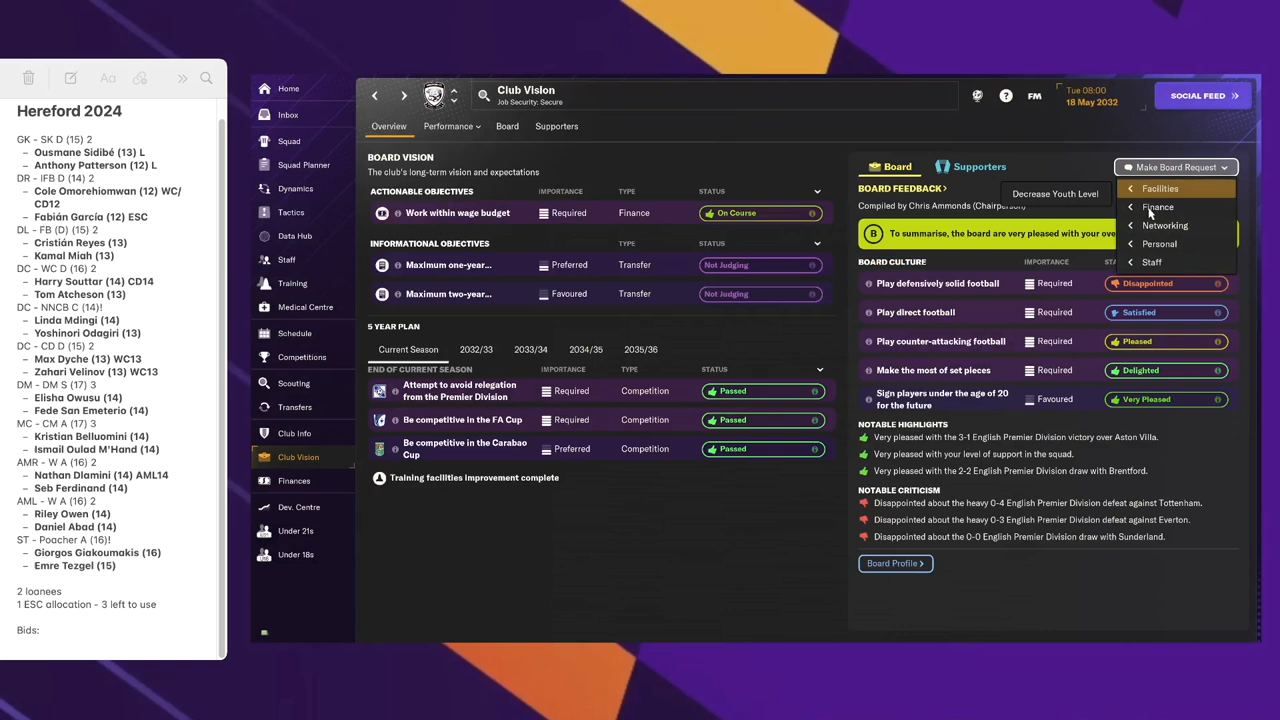 Aa
Hereford 2024
GK - SK D (15) 2
– Ousmane Sidibé (13) L
– Anthony Patterson (12) L
DR - IFB D (14) 2
– Cole Omorehiomwan (12) WC/
CD12
– Fabián García (12) ESC
DL - FB (D) (15) 2
– Cristián Reyes (13)
– Kamal Miah (13)
DC - WC D (16) 2
– Harry Souttar (14) CD14
– Tom Atcheson (13)
DC - NNCB C (14)!
– Linda Mdingi (14)
– Yoshinori Odagiri (13)
DC - CD D (15) 2
– Max Dyche (13) WC13
– Zahari Velinov (13) WC13
DM - DM S (17) 3
– Elisha Owusu (14)
– Fede San Emeterio (14)
MC - CM A (17) 3
– Kristian Belluomini (14)
– Ismail Oulad M'Hand (14)
AMR - W A (16) 2
– Nathan Dlamini (14) AML14
– Seb Ferdinand (14)
AML - W A (16) 2
– Riley Owen (14)
– Daniel Abad (14)
ST - Poacher A (16)!
– Giorgos Giakoumakis (16)
– Emre Tezgel (15)
2 loanees
1 ESC allocation - 3 left to use
Bids:
Home
Inbox
Squad
Squad Planner
Dynamics
Tactics
Data Hub
Staff
Training
Medical Centre
Schedule
Competitions
Scouting
Transfers
Club Info
Club Vision
Finances
Dev. Centre
Under 21s
Under 18s
Club Vision
Job Security: Secure
FM
Tue 08:00
18 May 2032
SOCIAL FEED
Overview
Performance
Board
Supporters
BOARD VISION
The club's long-term vision and expectations
ACTIONABLE OBJECTIVES IMPORTANCE TYPE STATUS
Work within wage budget Required Finance On Course
INFORMATIONAL OBJECTIVES IMPORTANCE TYPE STATUS
Maximum one-year... Preferred Transfer Not Judging
Maximum two-year... Favoured Transfer Not Judging
5 YEAR PLAN
Current Season 2032/33 2033/34 2034/35 2035/36
END OF CURRENT SEASON IMPORTANCE TYPE STATUS
Attempt to avoid relegation
from the Premier Division Required Competition Passed
Be competitive in the FA Cup Required Competition Passed
Be competitive in the Carabao
Cup Preferred Competition Passed
Training facilities improvement complete
Board
Supporters
Make Board Request
BOARD FEEDBACK
Compiled by Chris Ammonds (Chairperson)
Decrease Youth Level
Facilities
Finance
Networking
Personal
Staff
B To summarise, the board are very pleased with your ove
BOARD CULTURE IMPORTANCE STA
Play defensively solid football Required Disappointed
Play direct football Required Satisfied
Play counter-attacking football Required Pleased
Make the most of set pieces Required Delighted
Sign players under the age of 20
for the future Favoured Very Pleased
NOTABLE HIGHLIGHTS
Very pleased with the 3-1 English Premier Division victory over Aston Villa.
Very pleased with your level of support in the squad.
Very pleased with the 2-2 English Premier Division draw with Brentford.
NOTABLE CRITICISM
Disappointed about the heavy 0-4 English Premier Division defeat against Tottenham.
Disappointed about the heavy 0-3 English Premier Division defeat against Everton.
Disappointed about the 0-0 English Premier Division draw with Sunderland.
Board Profile